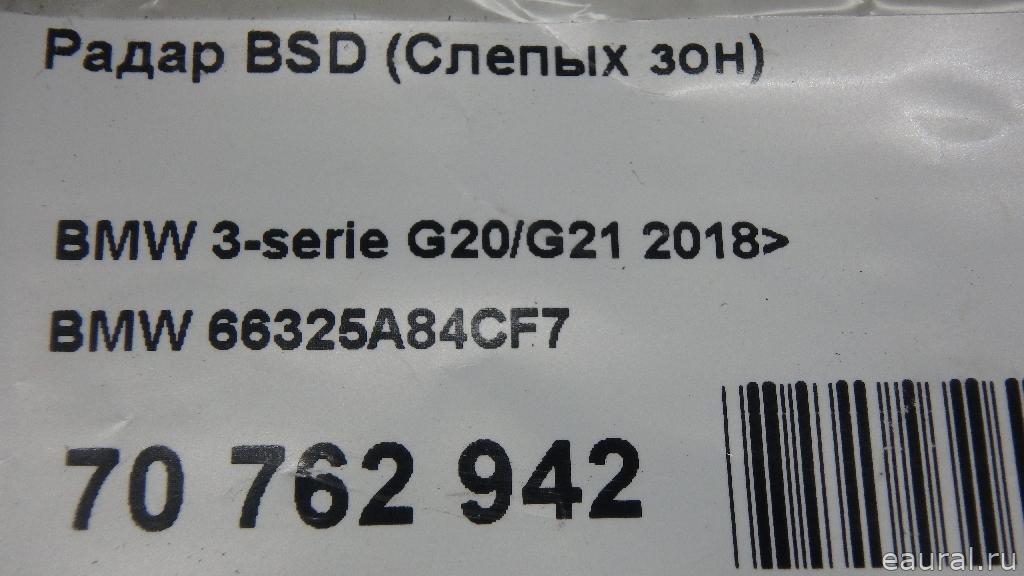 Радар BSD (Слепых зон)
BMW 3-serie G20/G21 2018>
BMW 66325A84CF7
70 762 942
eaural.ru